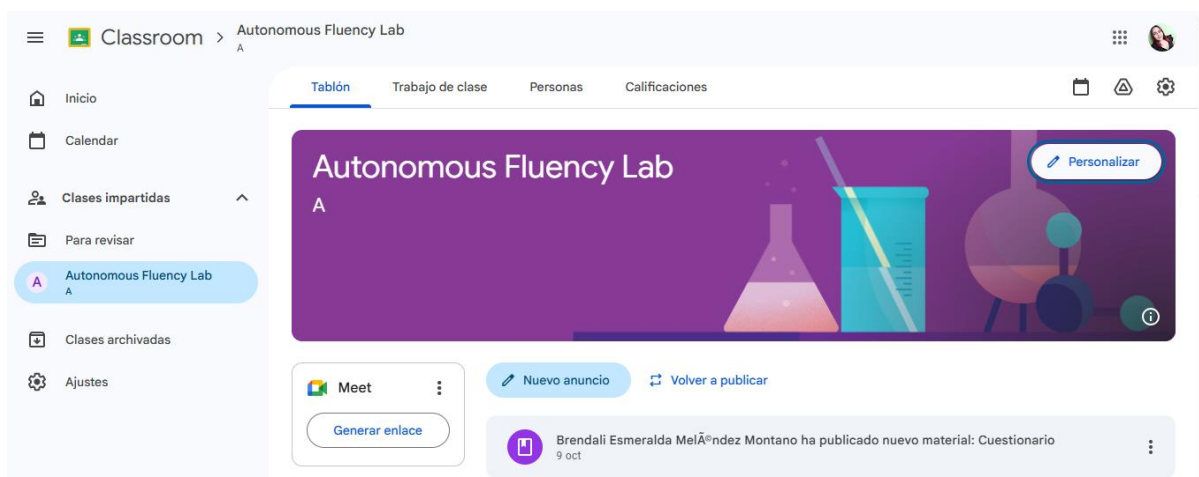 Classroom > Autonomous Fluency Lab
A
Inicio
Calendar
Clases impartidas
Para revisar
A
Autonomous Fluency Lab
A
Clases archivadas
Ajustes
Tablón Trabajo de clase Personas Calificaciones
Autonomous Fluency Lab
A
Personalizar
Meet
Generar enlace
Nuevo anuncio Volver a publicar
Brendali Esmeralda MelÃ©ndez Montano ha publicado nuevo material: Cuestionario
9 oct